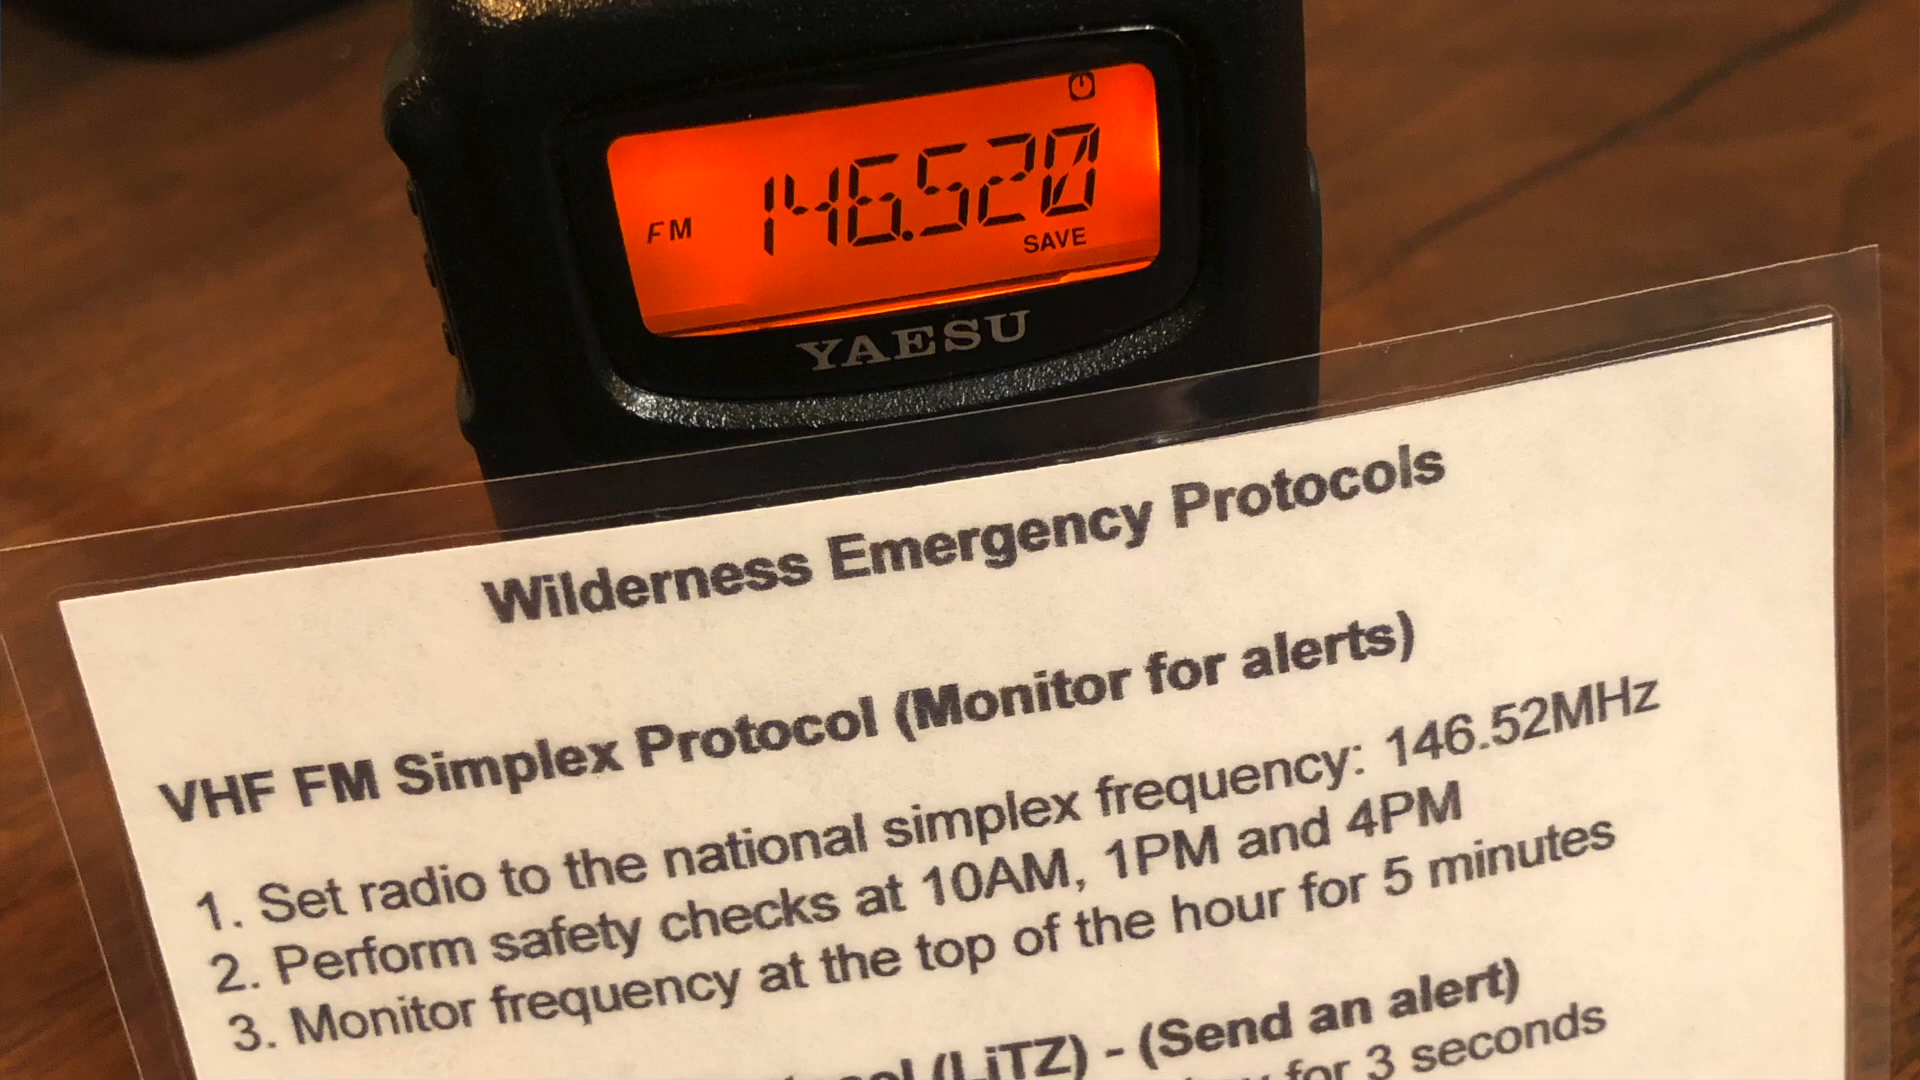 FM 146.520
SAVE
YAESU
Wilderness Emergency Protocols
VHF FM Simplex Protocol (Monitor for alerts)
1. Set radio to the national simplex frequency: 146.52MHz
2. Perform safety checks at 10AM, 1PM and 4PM
3. Monitor frequency at the top of the hour for 5 minutes
(LiTZ) - (Send an alert)
for 3 seconds